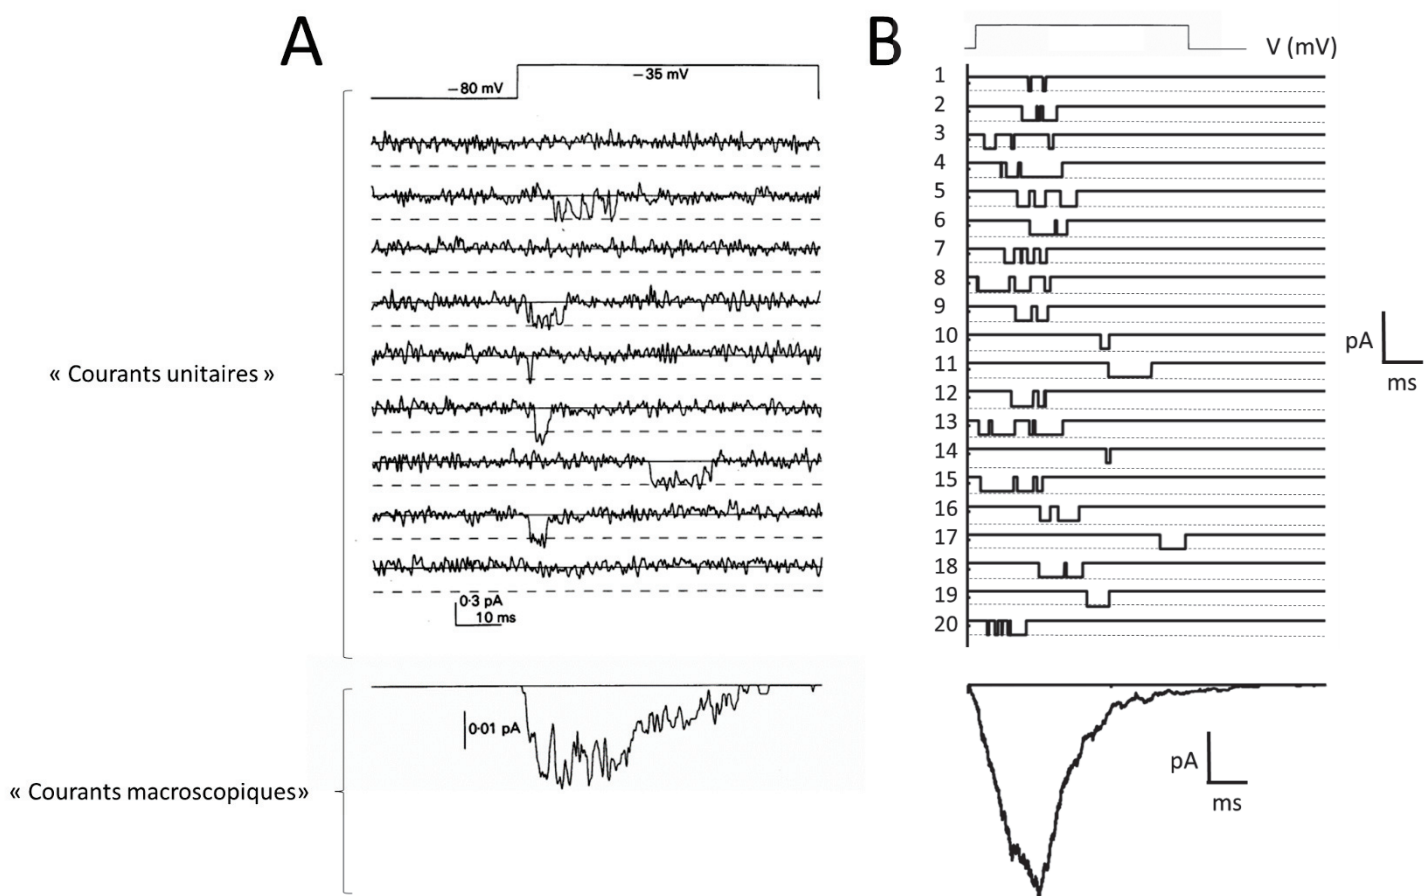 A
B
−80 mV
−35 mV
V (mV)
1
2
3
4
5
6
7
8
9
10
11
12
13
14
15
16
17
18
19
20
pA
ms
« Courants unitaires »
0·3 pA
10 ms
« Courants macroscopiques»
0·01 pA
pA
ms